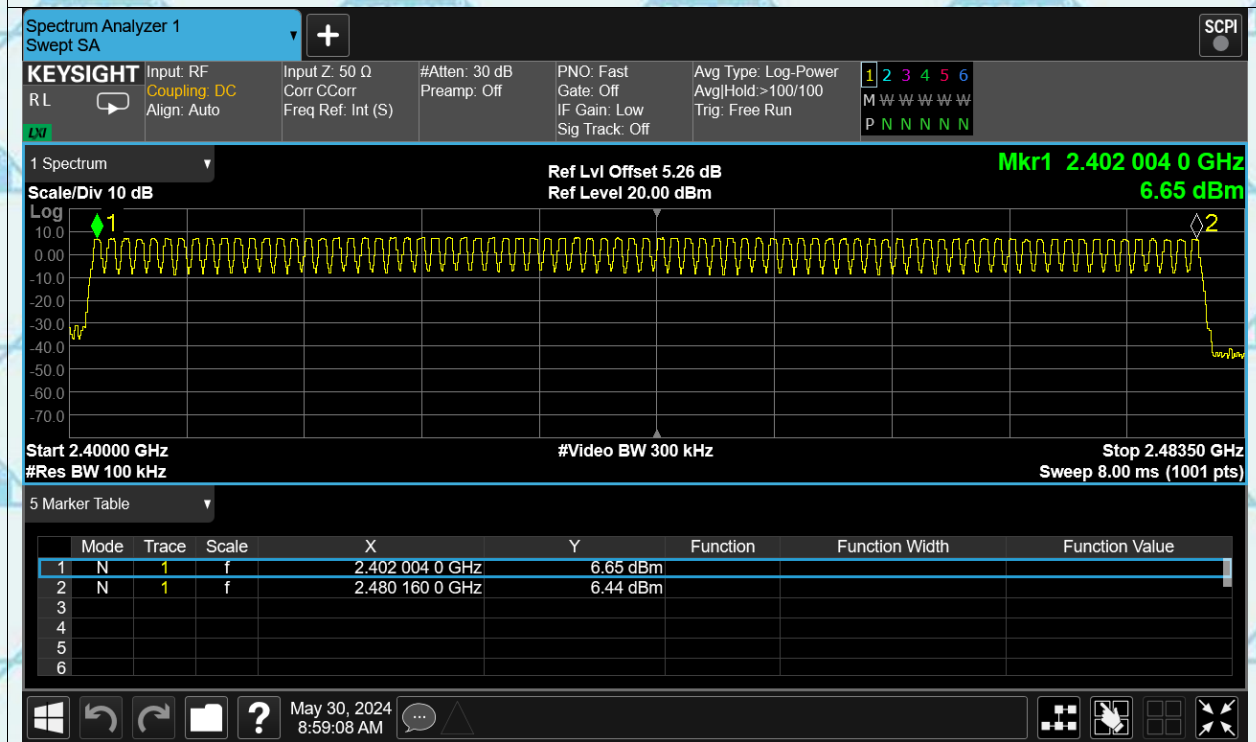 Spectrum Analyzer 1
Swept SA
+
SCPI
KEYSIGHT
R L
LXI
Input: RF
Coupling: DC
Align: Auto
Input Z: 50 Ω
Corr CCorr
Freq Ref: Int (S)
#Atten: 30 dB
Preamp: Off
PNO: Fast
Gate: Off
IF Gain: Low
Sig Track: Off
Avg Type: Log-Power
Avg|Hold:>100/100
Trig: Free Run
1 2 3 4 5 6
M W W W W W
P N N N N N
1 Spectrum
Scale/Div 10 dB
Ref Lvl Offset 5.26 dB
Ref Level 20.00 dBm
Mkr1 2.402 004 0 GHz
6.65 dBm
Log
1
2
10.0
0.00
-10.0
-20.0
-30.0
-40.0
-50.0
-60.0
-70.0
Start 2.40000 GHz
#Video BW 300 kHz
Stop 2.48350 GHz
#Res BW 100 kHz
Sweep 8.00 ms (1001 pts)
5 Marker Table
Mode Trace Scale X Y Function Function Width Function Value
1 N 1 f 2.402 004 0 GHz 6.65 dBm
2 N 1 f 2.480 160 0 GHz 6.44 dBm
3
4
5
6
?
May 30, 2024
8:59:08 AM